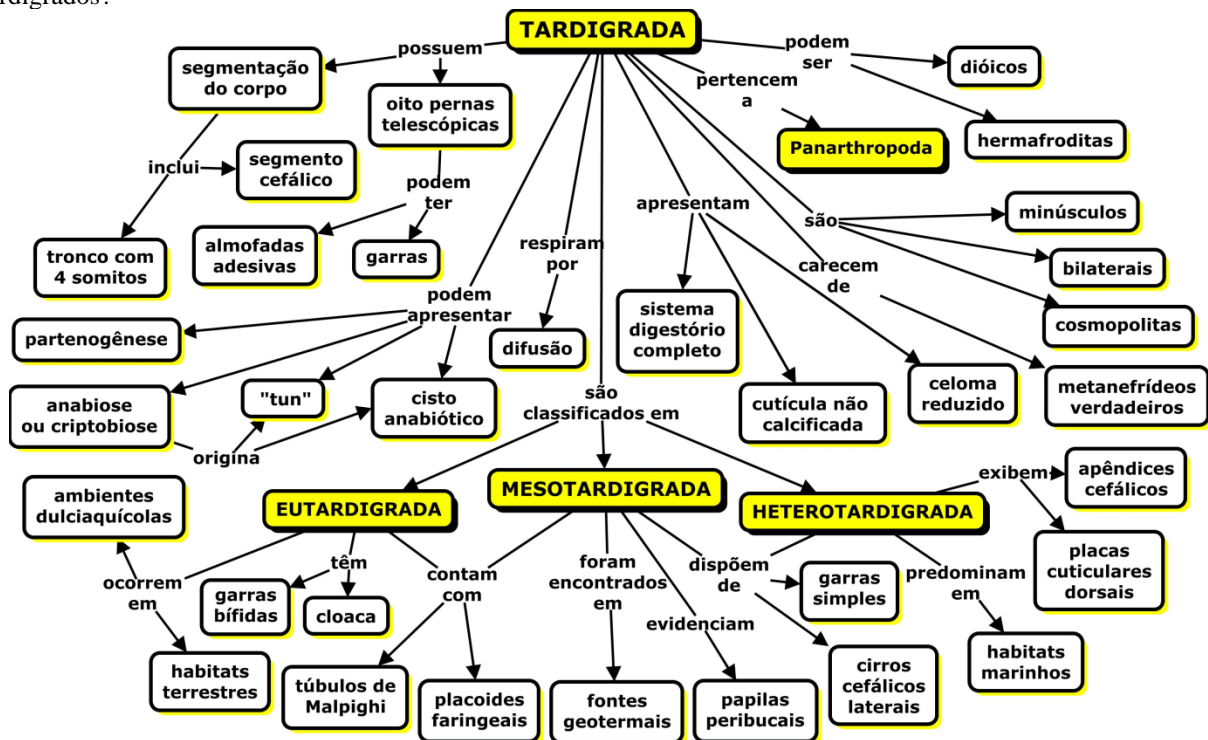 rdigrados?
TARDIGRADA
possuem
segmentação
do corpo
oito pernas
telescópicas
inclui
segmento
cefálico
tronco com
4 somitos
podem
ter
almofadas
adesivas
garras
podem
ser
dióicos
hermafroditas
pertencem
a
Panarthropoda
são
minúsculos
bilaterais
cosmopolitas
carecem
de
metanefrídeos
verdadeiros
apresentam
sistema
digestório
completo
cutícula não
calcificada
celoma
reduzido
respiram
por
difusão
podem
apresentar
partenogênese
anabiose
ou criptobiose
"tun"
cisto
anabiótico
origina
são
classificados em
EUTARDIGRADA
MESOTARDIGRADA
HETEROTARDIGRADA
ocorrem
em
ambientes
dulciaquícolas
habitats
terrestres
têm
garras
bífidas
cloaca
contam
com
túbulos de
Malpighi
placoides
faringeais
foram
encontrados
em
fontes
geotermais
evidenciam
papilas
peribucais
dispõem
de
garras
simples
cirros
cefálicos
laterais
predominam
em
habitats
marinhos
exibem
apêndices
cefálicos
placas
cuticulares
dorsais